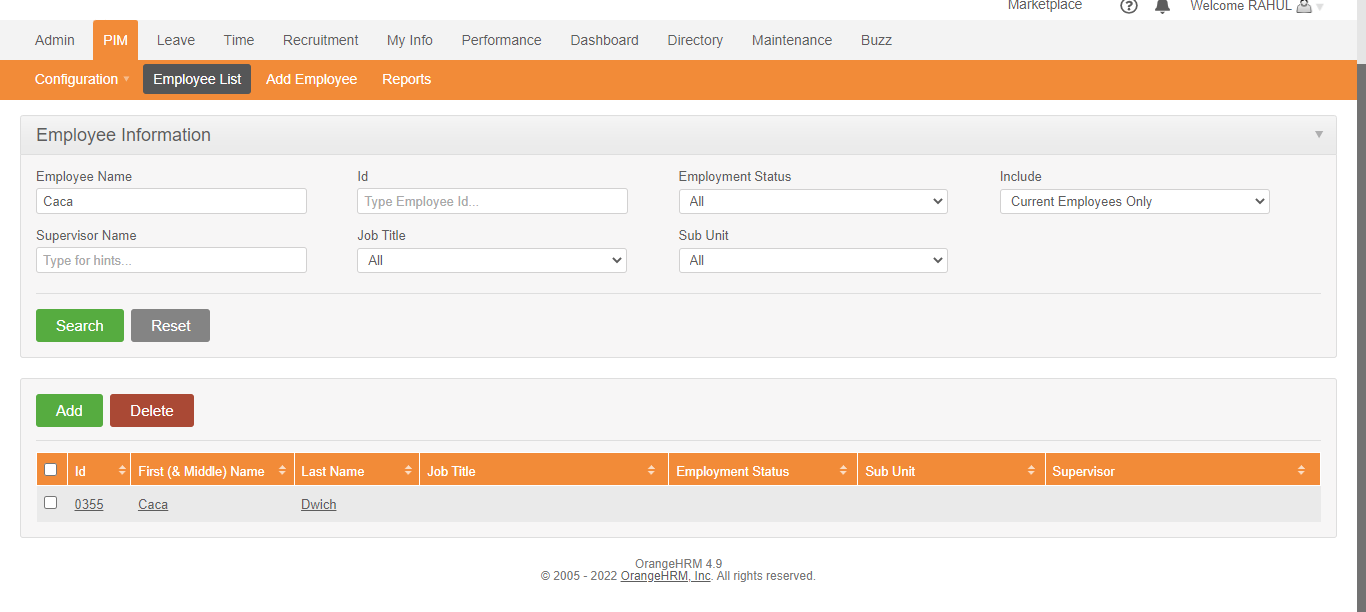 Marketplace ? Welcome RAHUL
Admin PIM Leave Time Recruitment My Info Performance Dashboard Directory Maintenance Buzz
Configuration Employee List Add Employee Reports
Employee Information
Employee Name Id Employment Status Include
Caca Type Employee Id... All Current Employees Only
Supervisor Name Job Title Sub Unit
Type for hints... All All
Search Reset
Add Delete
Id First (& Middle) Name Last Name Job Title Employment Status Sub Unit Supervisor
0355 Caca Dwich
OrangeHRM 4.9
© 2005 - 2022 OrangeHRM, Inc. All rights reserved.